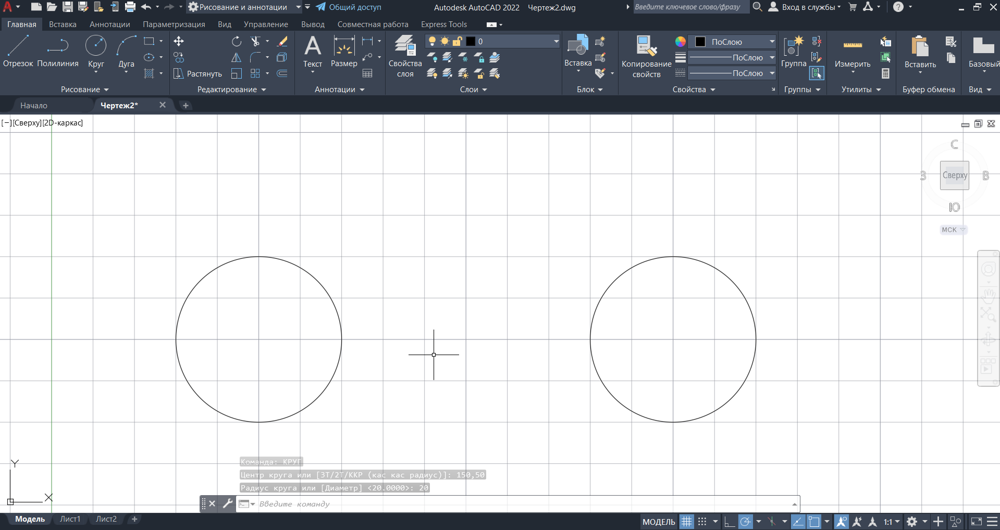 Рисование и аннотации
Общий доступ
Autodesk AutoCAD 2022 Чертеж2.dwg
Введите ключевое слово/фразу
Вход в службы
Главная Вставка Аннотации Параметризация Вид Управление Вывод Совместная работа Express Tools
Отрезок Полилиния Круг Дуга
Растянуть
Текст Размер
Свойства слоя
0
Вставка
Копирование свойств
ПоСлою
ПоСлою
ПоСлою
Группа
Измерить
Вставить
Базовый
Рисование Редактирование Аннотации Слои Блок Свойства Группы Утилиты Буфер обмена Вид
Начало Чертеж2*
[−][Сверху][2D-каркас]
С
З Сверху В
Ю
МСК
Y
X
Команда: КРУГ
Центр круга или [3Т/2Т/ККР (кас кас радиус)]: 150,50
Радиус круга или [Диаметр] <20.0000>: 20
Введите команду
Модель Лист1 Лист2
МОДЕЛЬ 1:1